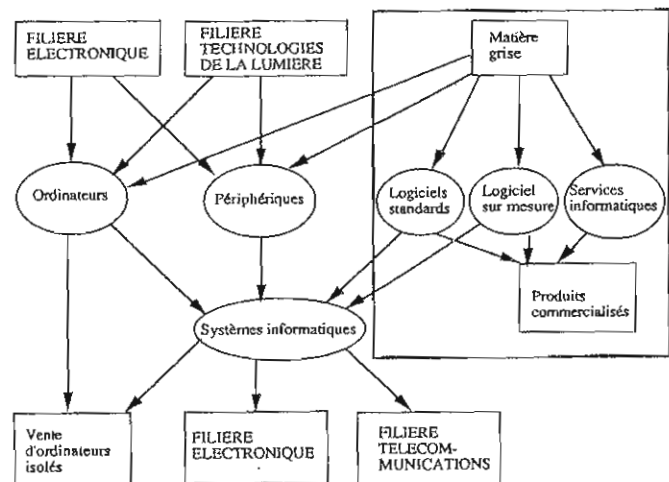 FILIERE
ELECTRONIQUE
FILIERE
TECHNOLOGIES
DE LA LUMIERE
Matière
grise
Ordinateurs
Périphériques
Logiciels
standards
Logiciel
sur mesure
Services
informatiques
Produits
commercialisés
Systèmes informatiques
Vente
d'ordinateurs
isolés
FILIERE
ELECTRONIQUE
FILIERE
TELECOM-
MUNICATIONS